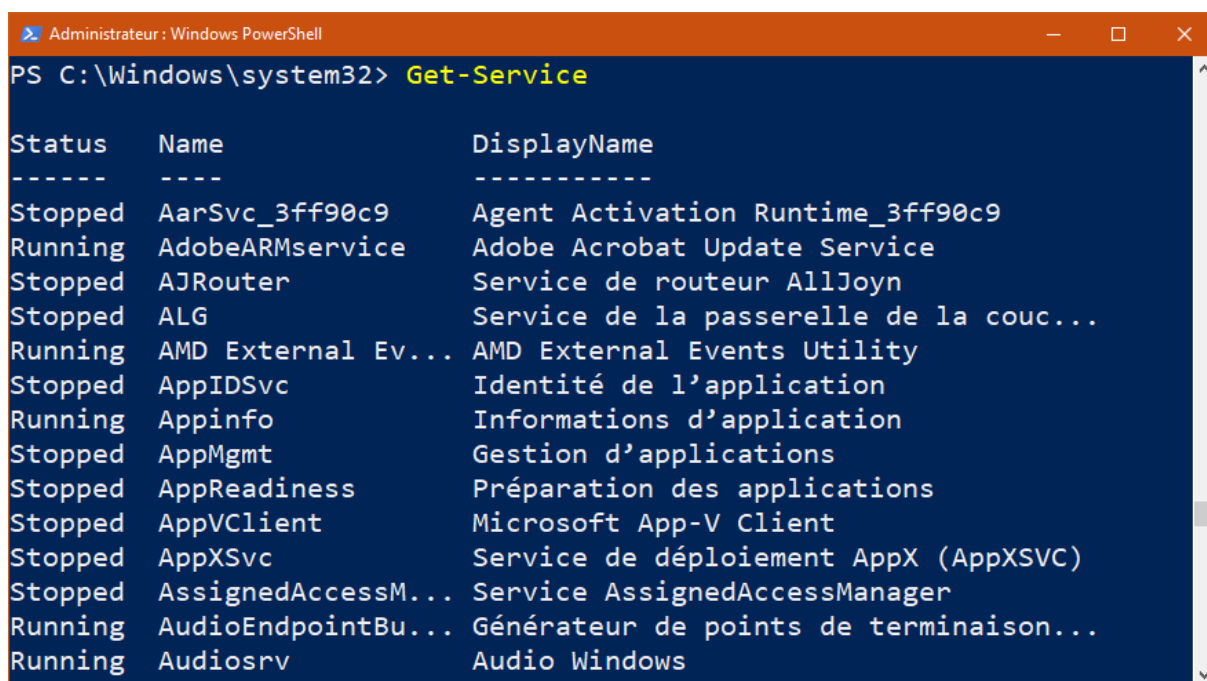 Administrateur : Windows PowerShell
PS C:\Windows\system32> Get-Service
Status Name DisplayName
------ ---- -----------
Stopped AarSvc_3ff90c9 Agent Activation Runtime_3ff90c9
Running AdobeARMservice Adobe Acrobat Update Service
Stopped AJRouter Service de routeur AllJoyn
Stopped ALG Service de la passerelle de la couc...
Running AMD External Ev... AMD External Events Utility
Stopped AppIDSvc Identité de l’application
Running Appinfo Informations d’application
Stopped AppMgmt Gestion d’applications
Stopped AppReadiness Préparation des applications
Stopped AppVClient Microsoft App-V Client
Stopped AppXSvc Service de déploiement AppX (AppXSVC)
Stopped AssignedAccessM... Service AssignedAccessManager
Running AudioEndpointBu... Générateur de points de terminaison...
Running Audiosrv Audio Windows